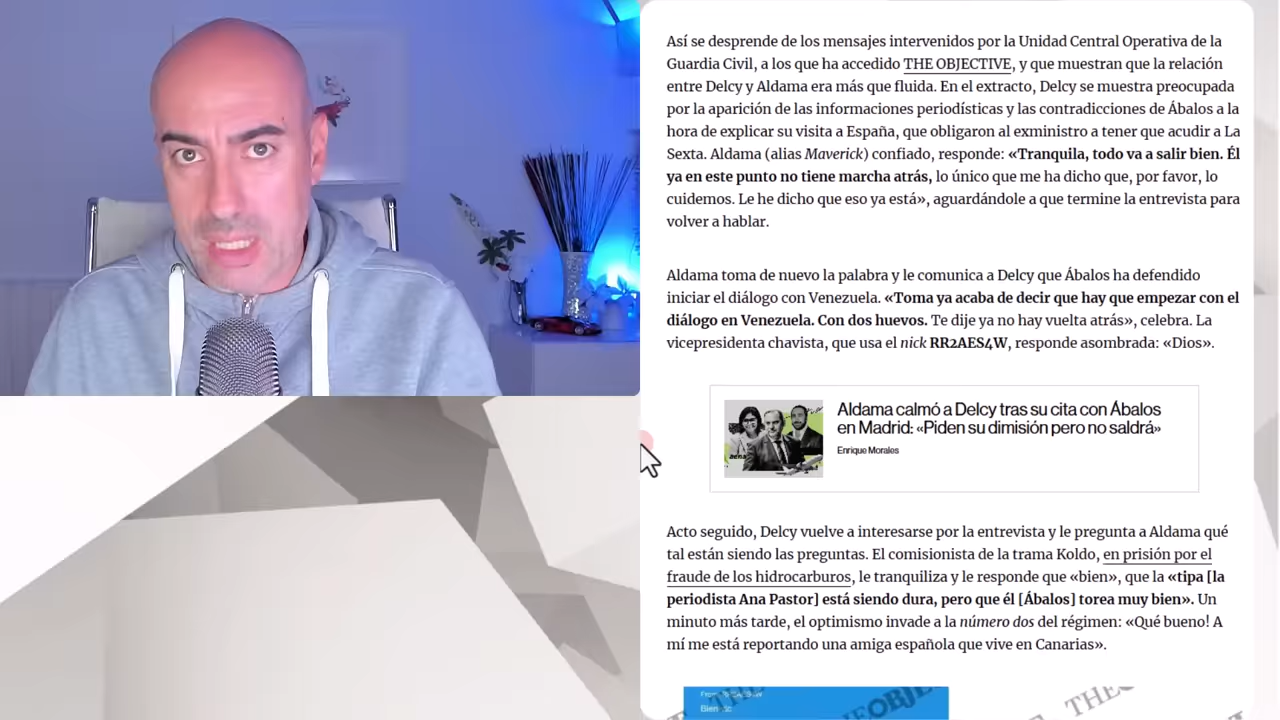 Así se desprende de los mensajes intervenidos por la Unidad Central Operativa de la
Guardia Civil, a los que ha accedido THE OBJECTIVE, y que muestran que la relación
entre Delcy y Aldama era más que fluida. En el extracto, Delcy se muestra preocupada
por la aparición de las informaciones periodísticas y las contradicciones de Ábalos a la
hora de explicar su visita a España, que obligaron al exministro a tener que acudir a La
Sexta. Aldama (alias Maverick) confiado, responde: «Tranquila, todo va a salir bien. Él
ya en este punto no tiene marcha atrás, lo único que me ha dicho que, por favor, lo
cuidemos. Le he dicho que eso ya está», aguardándole a que termine la entrevista para
volver a hablar.
Aldama toma de nuevo la palabra y le comunica a Delcy que Ábalos ha defendido
iniciar el diálogo con Venezuela. «Toma ya acaba de decir que hay que empezar con el
diálogo en Venezuela. Con dos huevos. Te dije ya no hay vuelta atrás», celebra. La
vicepresidenta chavista, que usa el nick RR2AES4W, responde asombrada: «Dios».
Aldama calmó a Delcy tras su cita con Ábalos
en Madrid: «Piden su dimisión pero no saldrá»
Enrique Morales
Acto seguido, Delcy vuelve a interesarse por la entrevista y le pregunta a Aldama qué
tal están siendo las preguntas. El comisionista de la trama Koldo, en prisión por el
fraude de los hidrocarburos, le tranquiliza y le responde que «bien», que la «tipa [la
periodista Ana Pastor] está siendo dura, pero que él [Ábalos] torea muy bien». Un
minuto más tarde, el optimismo invade a la número dos del régimen: «Qué bueno! A
mí me está reportando una amiga española que vive en Canarias».
THE OBJE
THE